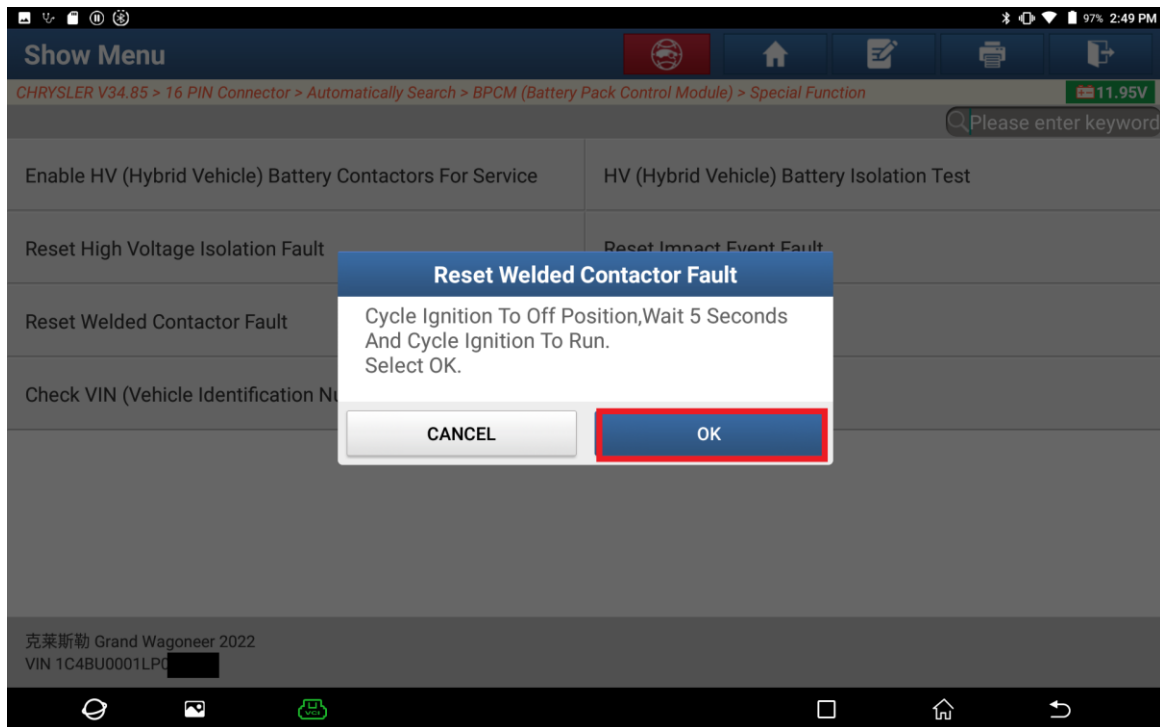 97% 2:49 PM
Show Menu
CHRYSLER V34.85 > 16 PIN Connector > Automatically Search > BPCM (Battery Pack Control Module) > Special Function
11.95V
Please enter keyword
Enable HV (Hybrid Vehicle) Battery Contactors For Service
HV (Hybrid Vehicle) Battery Isolation Test
Reset High Voltage Isolation Fault
Reset Impact Event Fault
Reset Welded Contactor Fault
Reset Welded Contactor Fault
Cycle Ignition To Off Position,Wait 5 Seconds
And Cycle Ignition To Run.
Select OK.
Check VIN (Vehicle Identification Nu
CANCEL
OK
克莱斯勒 Grand Wagoneer 2022
VIN 1C4BU0001LP0
VCI